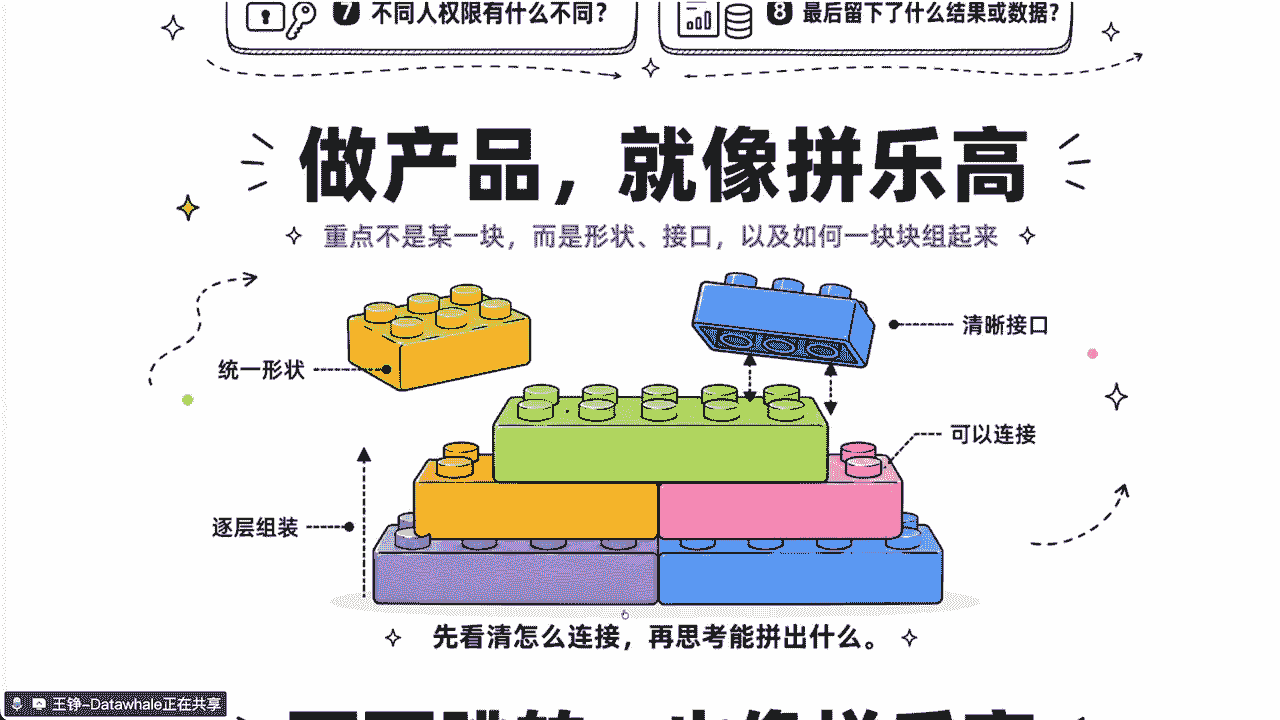 7 不同人权限有什么不同？
8 最后留下了什么结果或数据？
做产品，就像拼乐高
重点不是某一块，而是形状、接口，以及如何一块块组起来
清晰接口
统一形状
可以连接
逐层组装
先看清怎么连接，再思考能拼出什么。
王铮-Datawhale正在共享